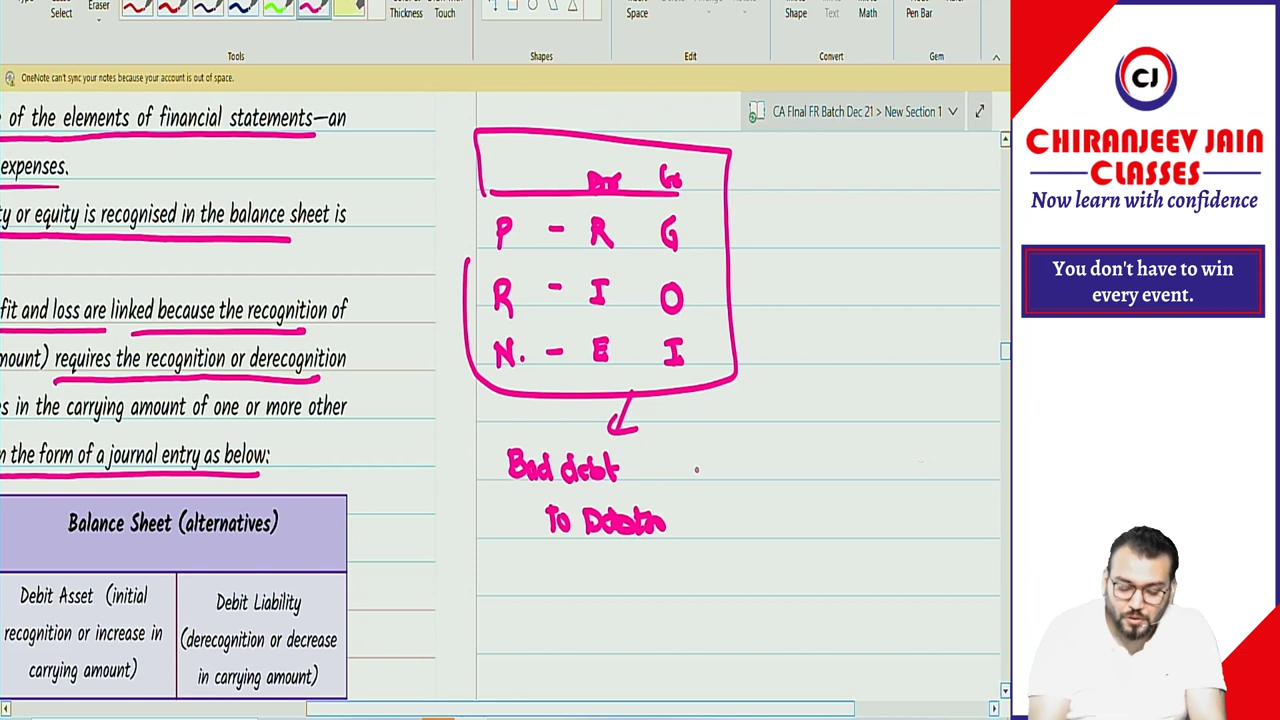 Select
Eraser
Thickness
Touch
Space
Shape
Text
Math
Pen Bar
Tools
Shapes
Edit
Convert
Gem
OneNote can't sync your notes because your account is out of space.
CA FInal FR Batch Dec 21 > New Section 1
of the elements of financial statements—an
expenses.
ty or equity is recognised in the balance sheet is
fit and loss are linked because the recognition of
mount) requires the recognition or derecognition
es in the carrying amount of one or more other
n the form of a journal entry as below:
Balance Sheet (alternatives)
Debit Asset (initial
recognition or increase in
carrying amount)
Debit Liability
(derecognition or decrease
in carrying amount)
P - R G
R - I O
N. - E I
Bad debt
To
CJ
CHIRANJEEV JAIN
CLASSES
Now learn with confidence
You don't have to win
every event.